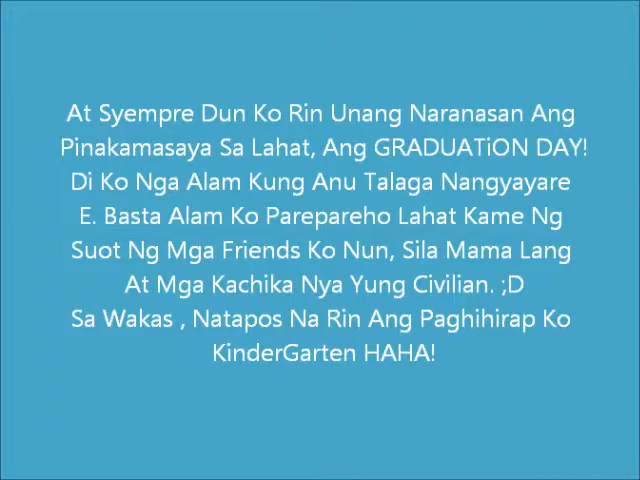 At Syempre Dun Ko Rin Unang Naranasan Ang
Pinakamasaya Sa Lahat, Ang GRADUATiON DAY!
Di Ko Nga Alam Kung Anu Talaga Nangyayare
E. Basta Alam Ko Parepareho Lahat Kame Ng
Suot Ng Mga Friends Ko Nun, Sila Mama Lang
At Mga Kachika Nya Yung Civilian. ;D
Sa Wakas , Natapos Na Rin Ang Paghihirap Ko
KinderGarten HAHA!